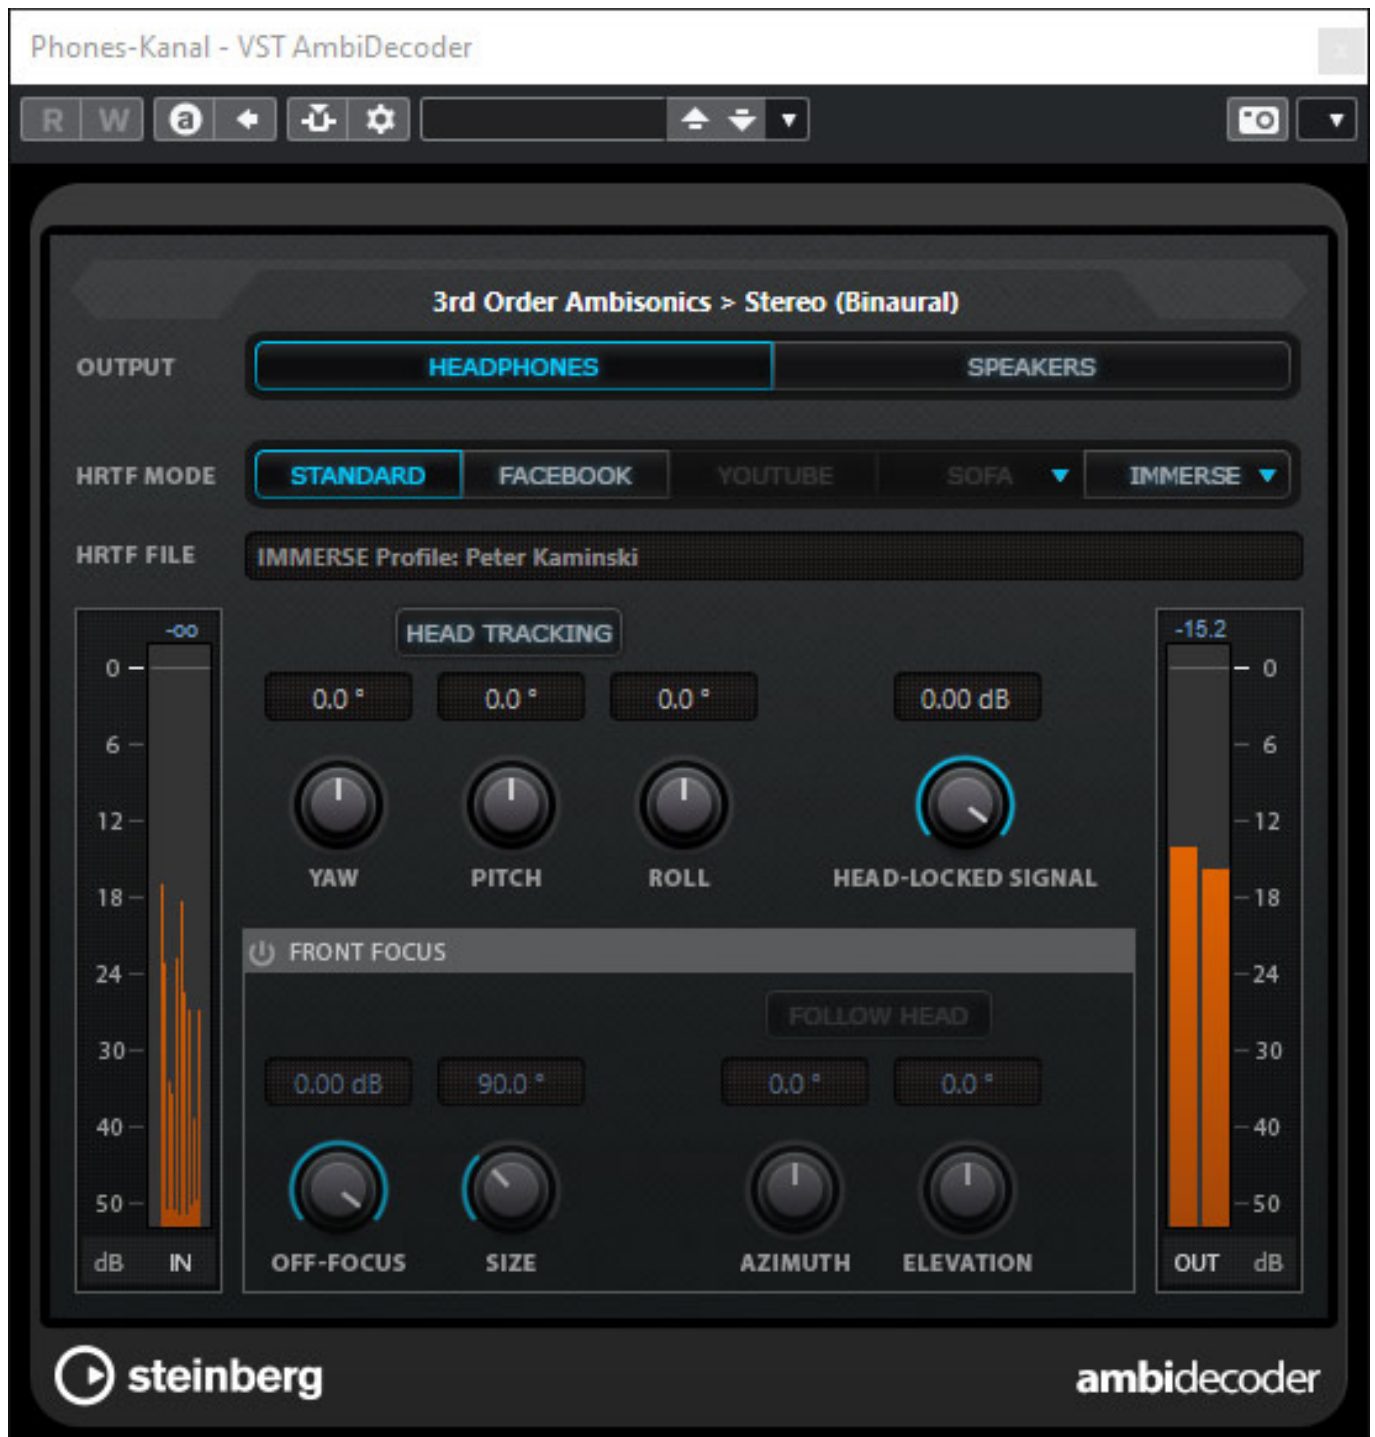 Phones-Kanal - VST AmbiDecoder
x
R W a
3rd Order Ambisonics > Stereo (Binaural)
OUTPUT HEADPHONES SPEAKERS
HRTF MODE STANDARD FACEBOOK YOUTUBE SOFA IMMERSE
HRTF FILE IMMERSE Profile: Peter Kaminski
-∞ HEAD TRACKING -15.2
0 0
0.0 ° 0.0 ° 0.0 ° 0.00 dB
6 6
12 12
YAW PITCH ROLL HEAD-LOCKED SIGNAL
18 18
FRONT FOCUS
24 24
FOLLOW HEAD
30 30
0.00 dB 90.0 ° 0.0 ° 0.0 °
40 40
50 50
dB IN OFF-FOCUS SIZE AZIMUTH ELEVATION OUT dB
steinberg ambidecoder